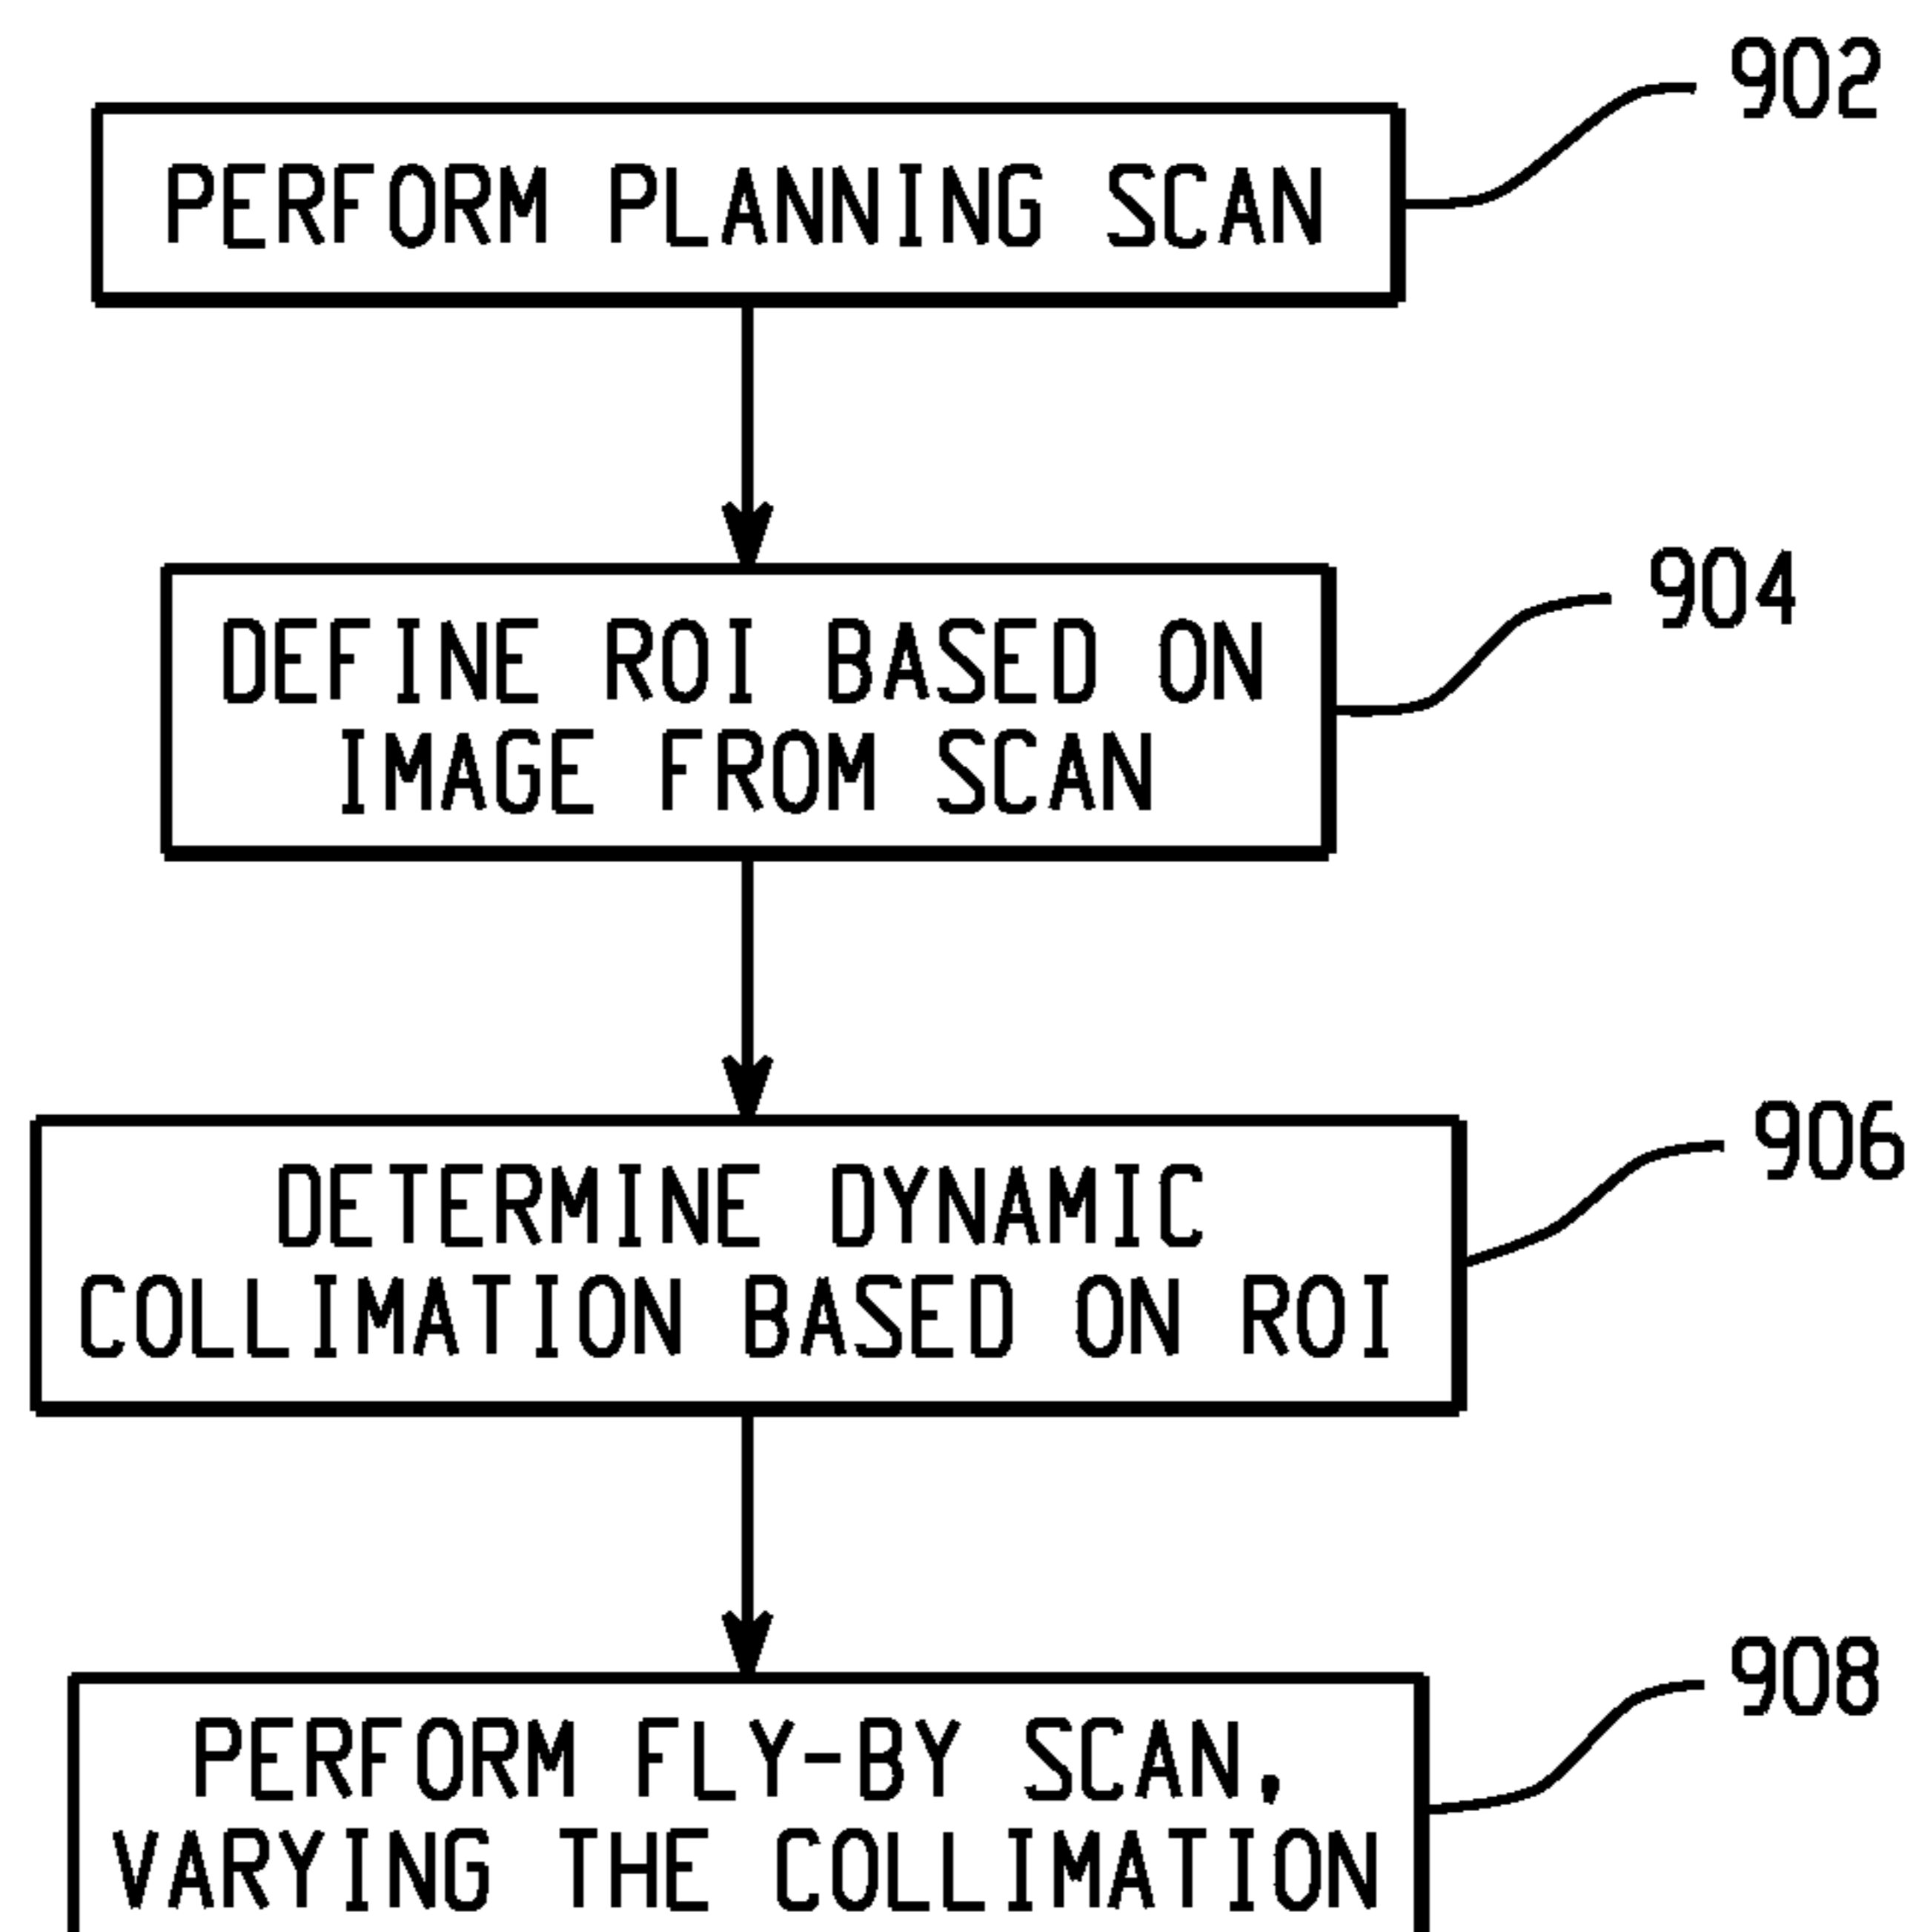 902
PERFORM PLANNING SCAN
904
DEFINE ROI BASED ON
IMAGE FROM SCAN
906
DETERMINE DYNAMIC
COLLIMATION BASED ON ROI
908
PERFORM FLY-BY SCAN,
VARYING THE COLLIMATION